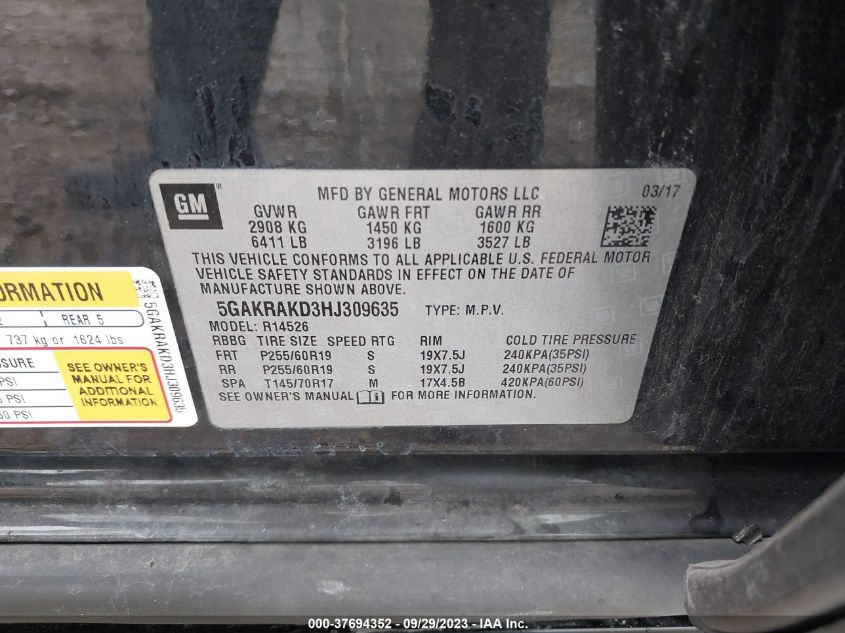 GM ®
MFD BY GENERAL MOTORS LLC 03/17
GVWR GAWR FRT GAWR RR
2908 KG 1450 KG 1600 KG
6411 LB 3196 LB 3527 LB
THIS VEHICLE CONFORMS TO ALL APPLICABLE U.S. FEDERAL MOTOR
VEHICLE SAFETY STANDARDS IN EFFECT ON THE DATE OF
MANUFACTURE SHOWN ABOVE.
5GAKRAKD3HJ309635 TYPE: M.P.V.
MODEL: R14526
RBBG TIRE SIZE SPEED RTG RIM COLD TIRE PRESSURE
FRT P255/60R19 S 19X7.5J 240KPA(35PSI)
RR P255/60R19 S 19X7.5J 240KPA(35PSI)
SPA T145/70R17 M 17X4.5B 420KPA(60PSI)
SEE OWNER'S MANUAL FOR MORE INFORMATION.
ORMATION
REAR 5
737 kg or 1624 lbs
PSI
PSI
PSI
SEE OWNER'S
MANUAL FOR
ADDITIONAL
INFORMATION
5GAKRAKD3HJ309635
000-37694352 - 09/29/2023 - IAA Inc.